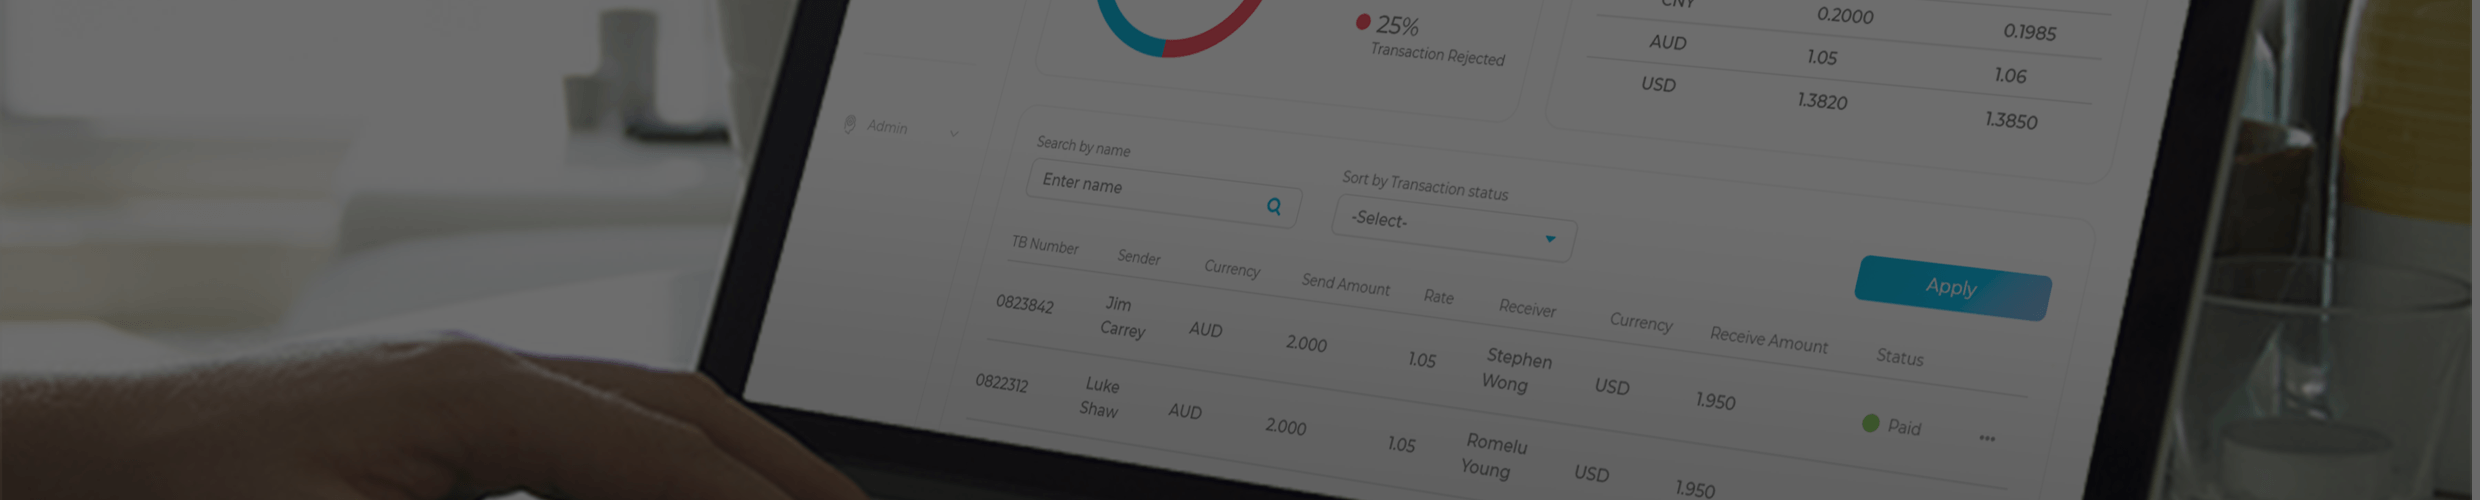 25%
Transaction Rejected
CNY 0.2000 0.1985
AUD 1.05 1.06
USD 1.3820 1.3850
Admin
Search by name
Enter name
Sort by Transaction status
-Select-
Apply
TB Number Sender Currency Send Amount Rate Receiver Currency Receive Amount Status
0823842 Jim Carrey AUD 2.000 1.05 Stephen Wong USD 1.950 Paid ...
0822312 Luke Shaw AUD 2.000 1.05 Romelu Young USD 1.950